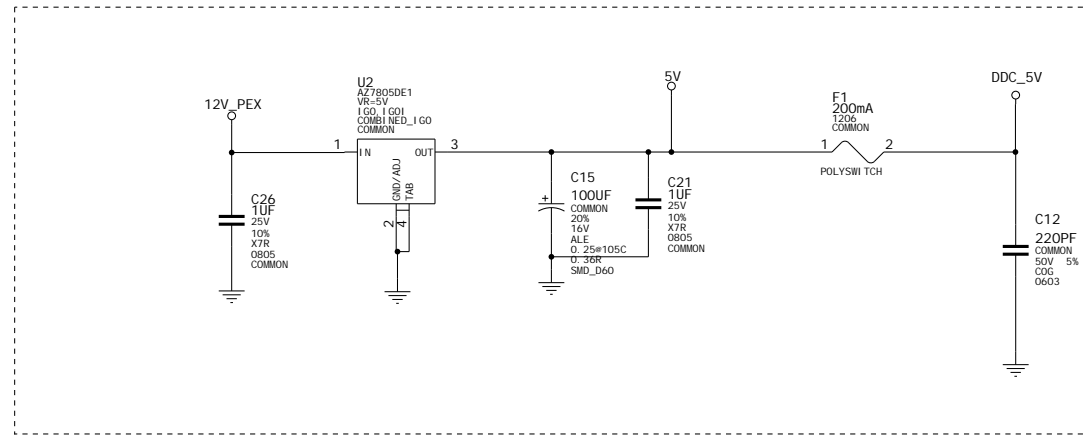 12V_PEX
C26
1UF
25V
10%
X7R
0805
COMMON
U2
AZ7805DE1
VR=5V
IGO, IGOI
COMBINED_IGO
COMMON
1
IN
OUT
3
GND/ADJ
TAB
2
4
C15
100UF
COMMON
20%
16V
ALE
0.25@105C
0.36R
SMD_D60
+
C21
1UF
25V
10%
X7R
0805
COMMON
5V
F1
200mA
1206
COMMON
1
2
POLYSWITCH
DDC_5V
C12
220PF
COMMON
50V 5%
COG
0603